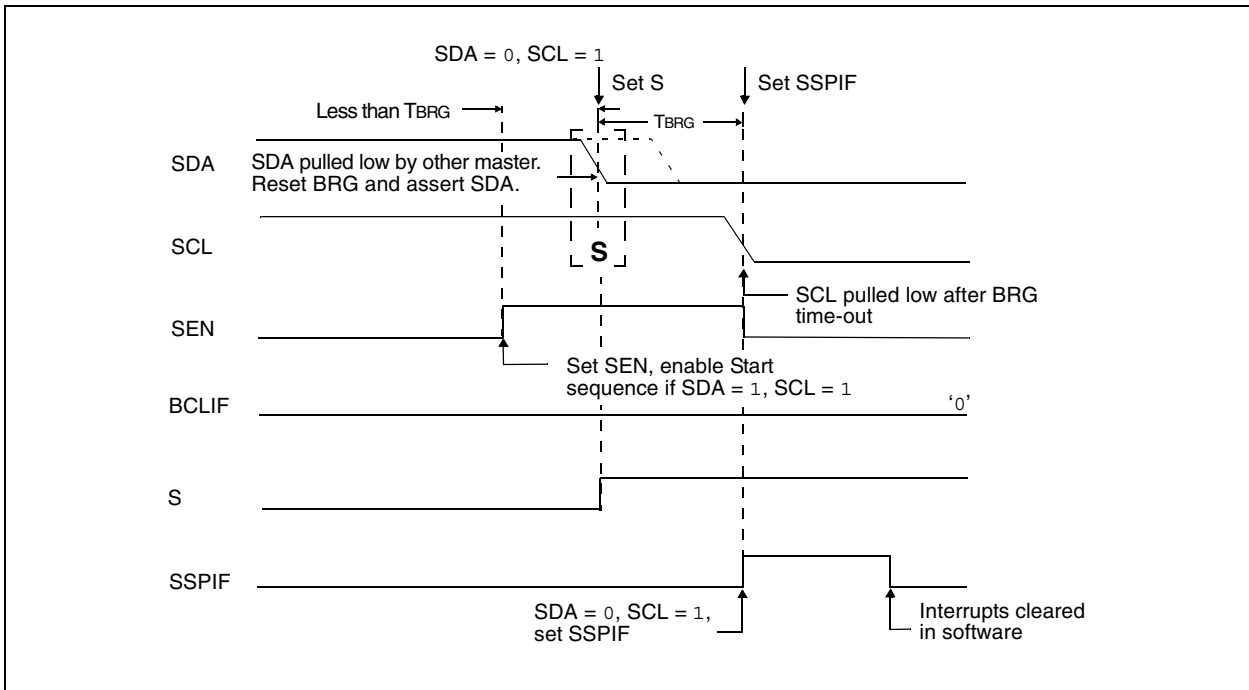 SDA = 0, SCL = 1
Set S
Set SSPIF
Less than TBRG
TBRG
SDA
SDA pulled low by other master.
Reset BRG and assert SDA.
SCL
S
SCL pulled low after BRG
time-out
SEN
Set SEN, enable Start
sequence if SDA = 1, SCL = 1
BCLIF
‘0’
S
SSPIF
SDA = 0, SCL = 1,
set SSPIF
Interrupts cleared
in software